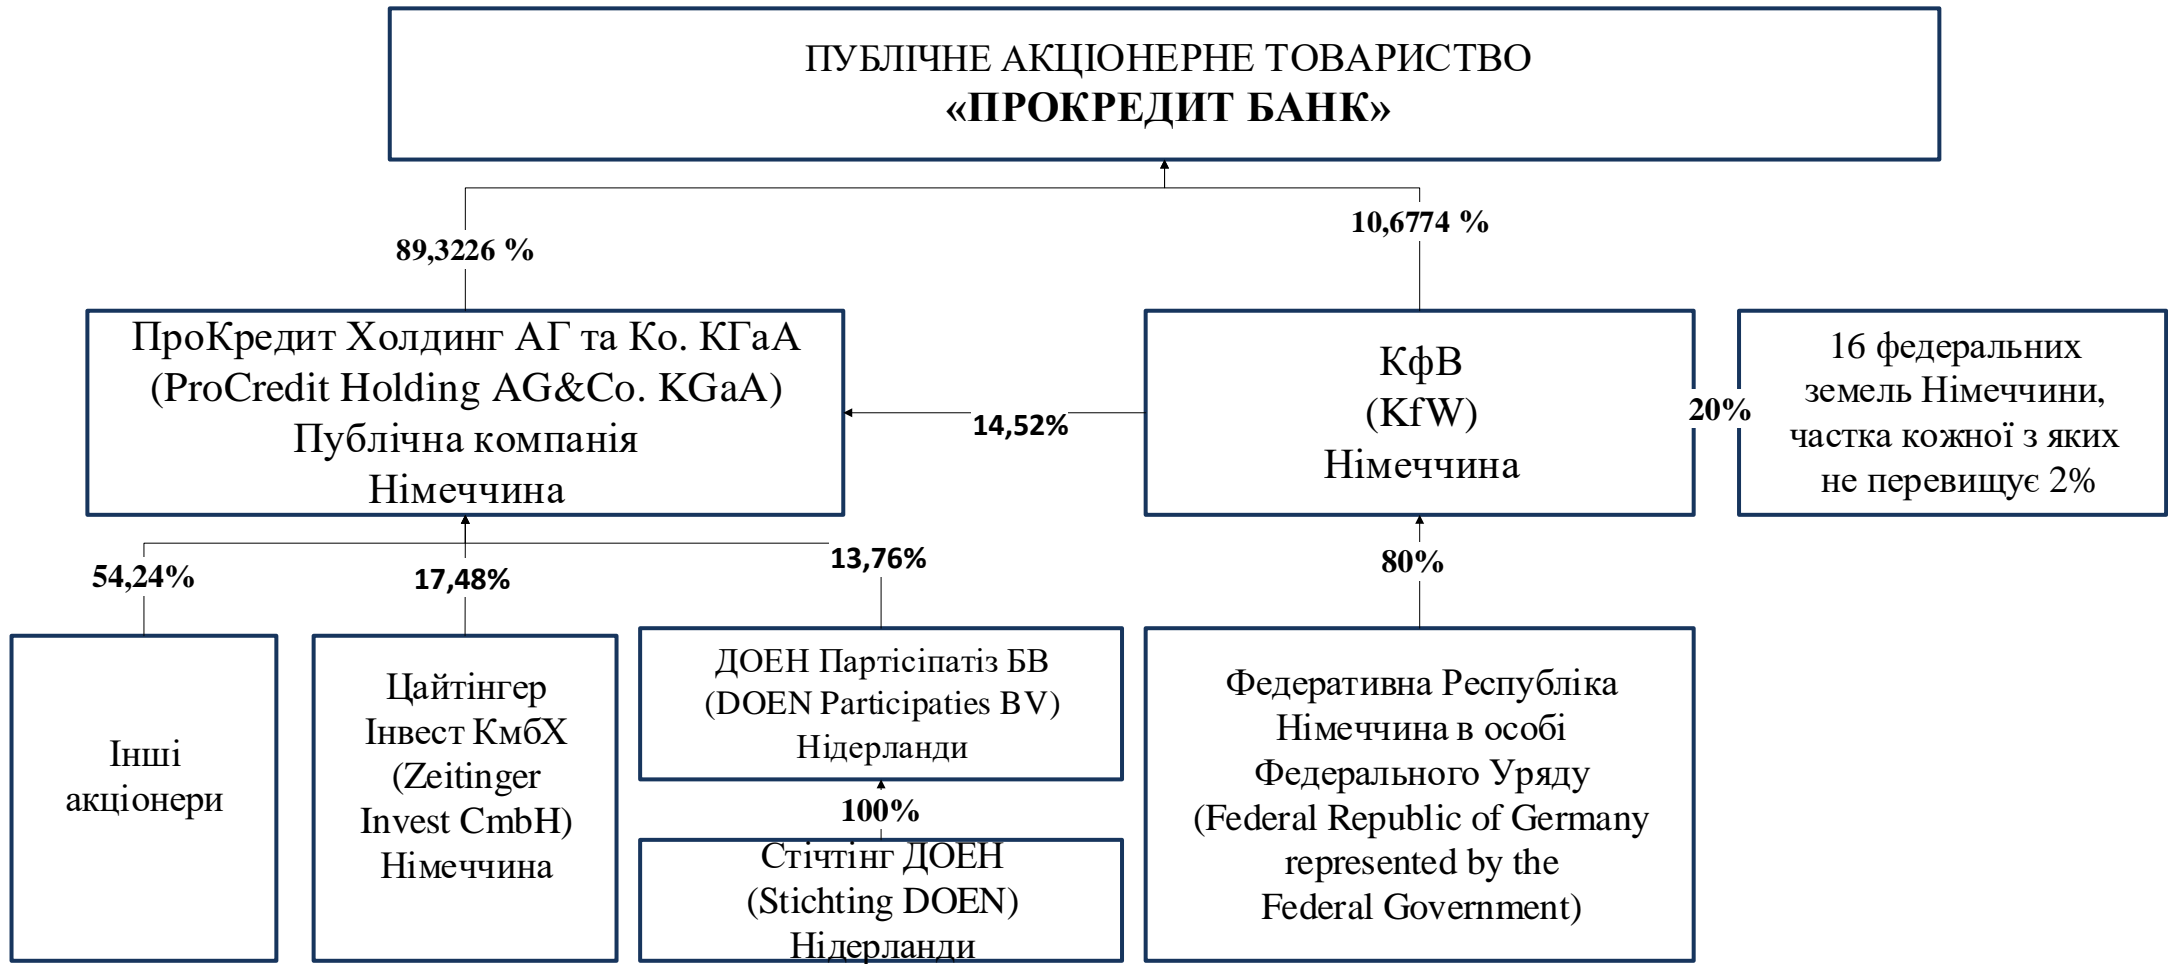 ПУБЛІЧНЕ АКЦІОНЕРНЕ ТОВАРИСТВО
«ПРОКРЕДИТ БАНК»
89,3226 %
10,6774 %
ПроКредит Холдинг АГ та Ко. КГаА
(ProCredit Holding AG&Co. KGaA)
Публічна компанія
Німеччина
14,52%
КфВ
(KfW)
Німеччина
20%
16 федеральних
земель Німеччини,
частка кожної з яких
не перевищує 2%
54,24%
17,48%
13,76%
80%
Інші
акціонери
Цайтінгер
Інвест КмбХ
(Zeitinger
Invest CmbH)
Німеччина
ДОЕН Партісіпатіз БВ
(DOEN Participaties BV)
Нідерланди
100%
Стічтінг ДОЕН
(Stichting DOEN)
Нідерланди
Федеративна Республіка
Німеччина в особі
Федерального Уряду
(Federal Republic of Germany
represented by the
Federal Government)